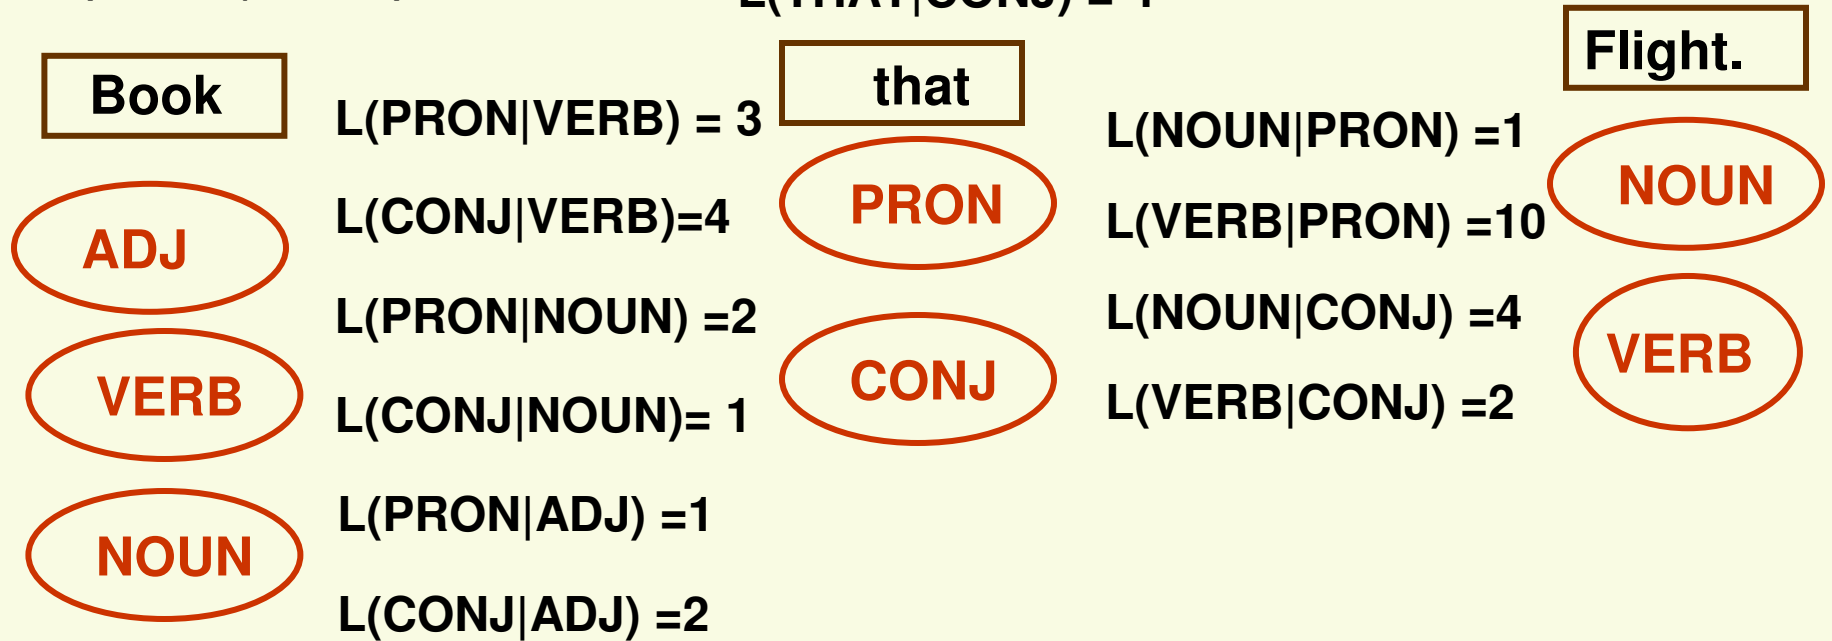 Book
ADJ
VERB
NOUN
L(PRON|VERB) = 3
L(CONJ|VERB)=4
L(PRON|NOUN) =2
L(CONJ|NOUN)= 1
L(PRON|ADJ) =1
L(CONJ|ADJ) =2
that
PRON
CONJ
L(NOUN|PRON) =1
L(VERB|PRON) =10
L(NOUN|CONJ) =4
L(VERB|CONJ) =2
Flight.
NOUN
VERB